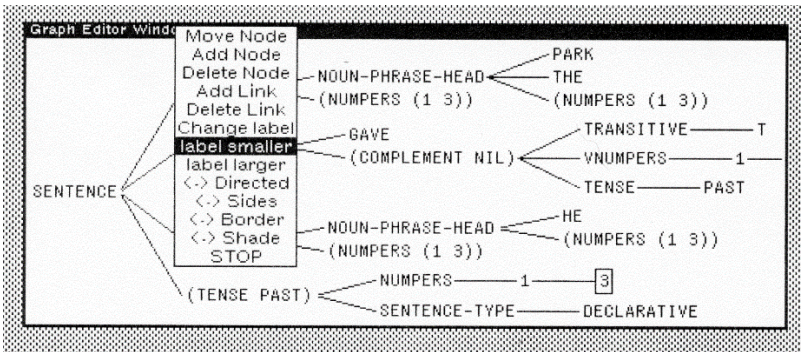 Graph Editor
Move Node
Add Node
Delete Node
Add Link
Delete Link
Change label
label smaller
label larger
<-> Directed
<-> Sides
<-> Border
<-> Shade
STOP
SENTENCE
NOUN-PHRASE-HEAD
PARK
THE
(NUMPERS (1 3))
(NUMPERS (1 3))
GAVE
(COMPLEMENT NIL)
TRANSITIVE T
VNUMPERS 1
TENSE PAST
NOUN-PHRASE-HEAD
HE
(NUMPERS (1 3))
(NUMPERS (1 3))
(TENSE PAST)
NUMPERS 1 3
SENTENCE-TYPE DECLARATIVE